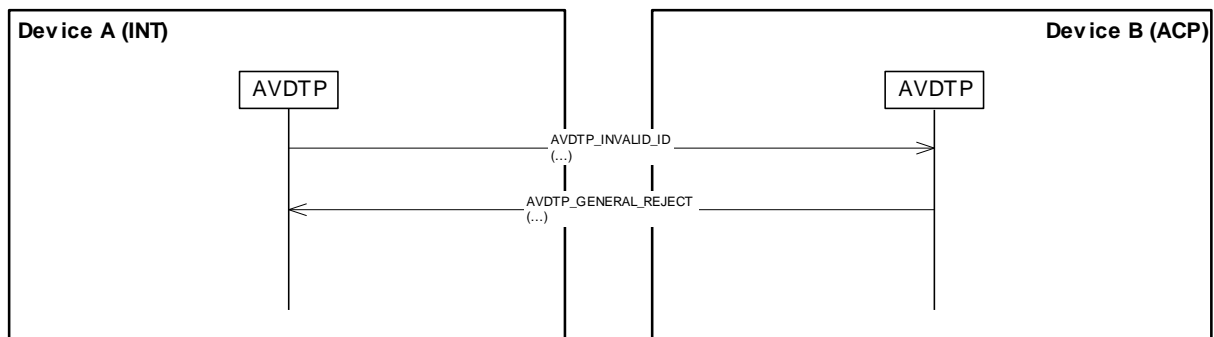 Device A (INT)
Device B (ACP)
AVDTP
AVDTP
AVDTP_INVALID_ID
(...)
AVDTP_GENERAL_REJECT
(...)